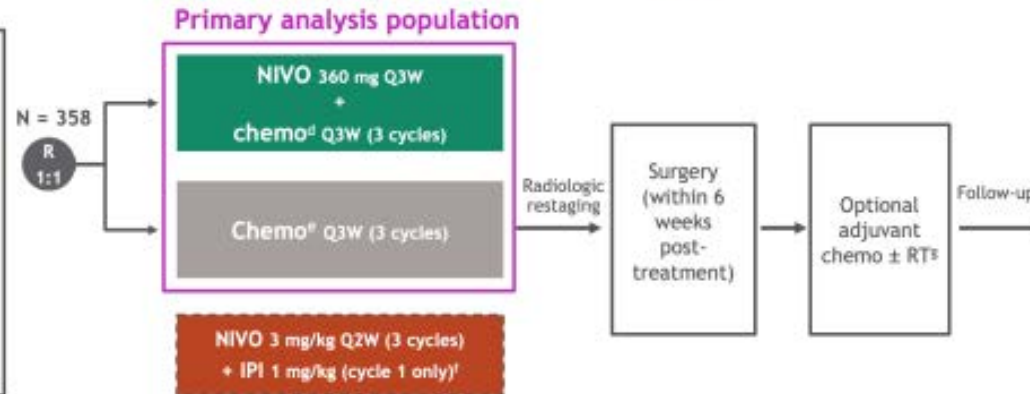 Primary analysis population
NIVO 360 mg Q3W
+
chemoᵈ Q3W (3 cycles)
N = 358
R
1:1
Chemoᵉ Q3W (3 cycles)
Radiologic
restaging
Surgery
(within 6
weeks
post-
treatment)
Optional
adjuvant
chemo ± RTᵍ
Follow-up
NIVO 3 mg/kg Q2W (3 cycles)
+ IPI 1 mg/kg (cycle 1 only)ᶠ